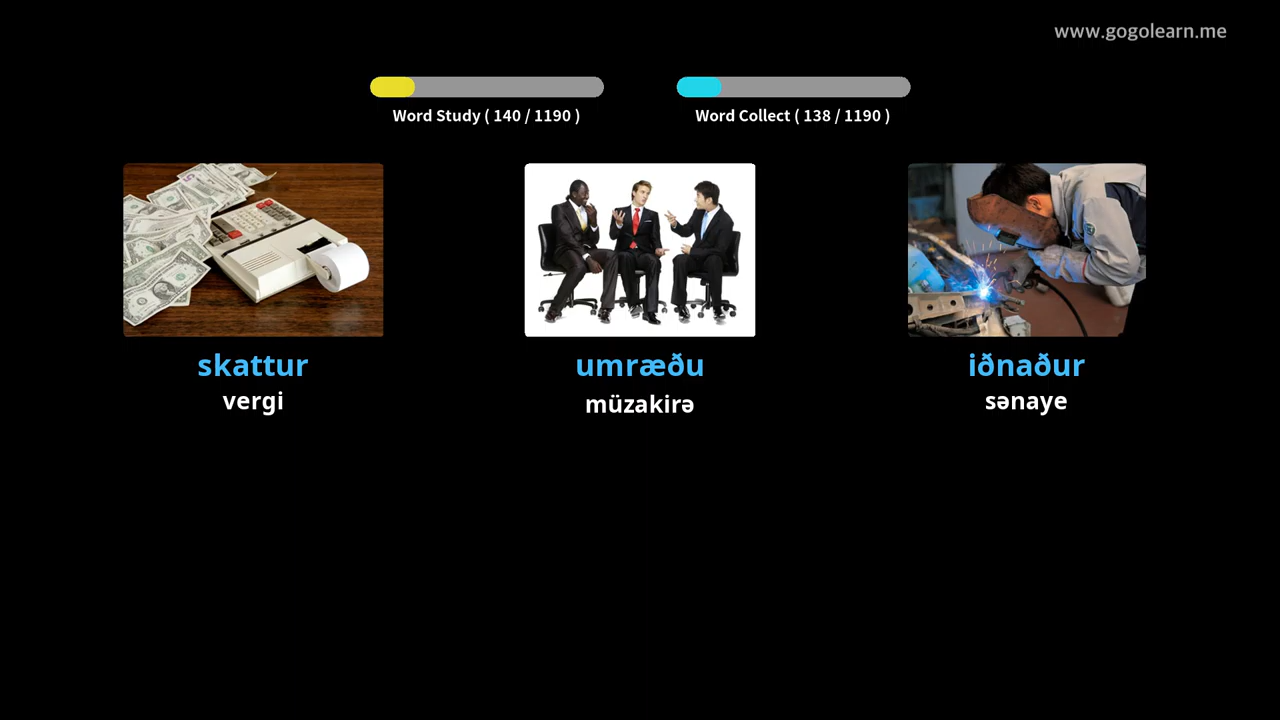 www.gogolearn.me
Word Study ( 140 / 1190 )
Word Collect ( 138 / 1190 )
skattur
vergi
umræðu
müzakirə
iðnaður
sənaye